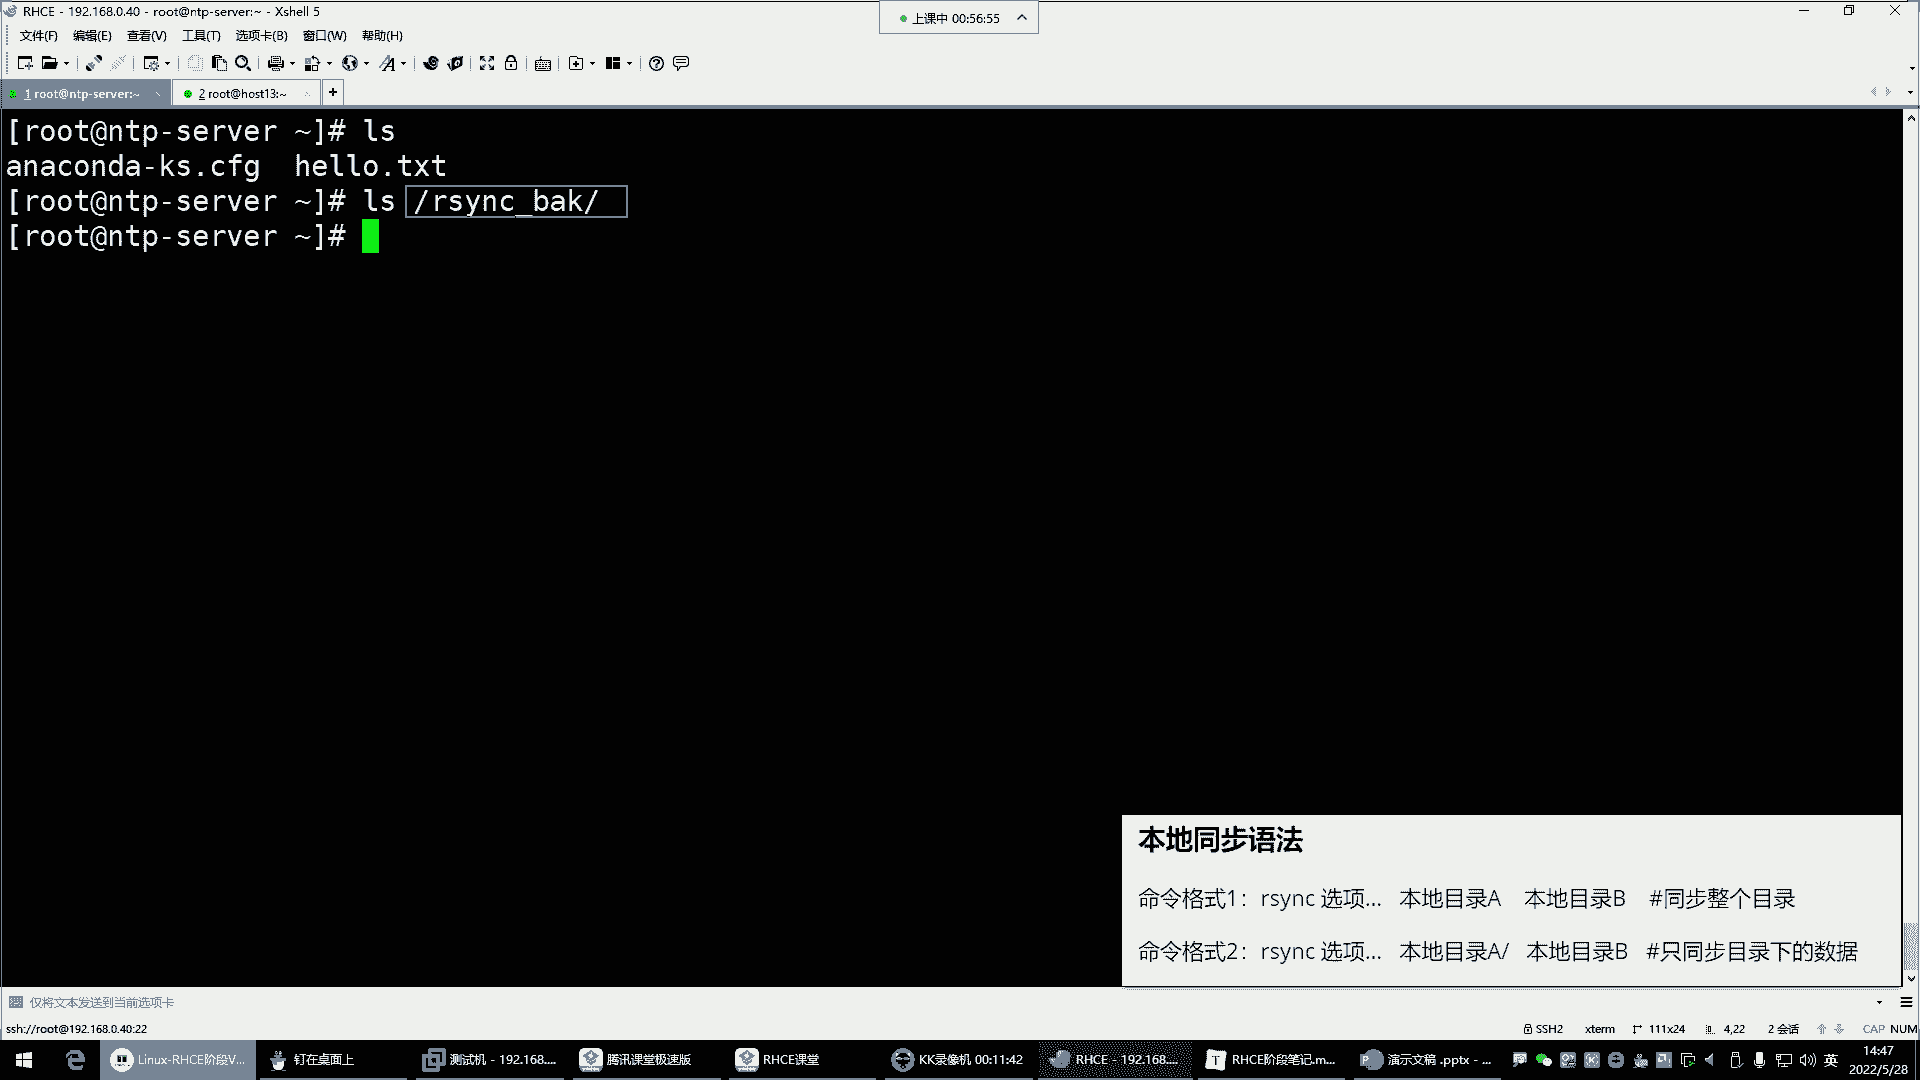 RHCE - 192.168.0.40 - root@ntp-server:~ - Xshell 5
上课中 00:56:55
文件(F) 编辑(E) 查看(V) 工具(T) 选项卡(B) 窗口(W) 帮助(H)
1 root@ntp-server:~ 2 root@host13:~ +
[root@ntp-server ~]# ls
anaconda-ks.cfg  hello.txt
[root@ntp-server ~]# ls /rsync_bak/
[root@ntp-server ~]#
本地同步语法
命令格式1：rsync 选项... 本地目录A 本地目录B #同步整个目录
命令格式2：rsync 选项... 本地目录A/ 本地目录B #只同步目录下的数据
仅将文本发送到当前选项卡
ssh://root@192.168.0.40:22 SSH2 xterm 111x24 4,22 2 会话 CAP NUM
Linux-RHCE阶段V... 钉在桌面上 测试机 - 192.168.... 腾讯课堂极速版 RHCE课堂 KK录像机 00:11:42 RHCE - 192.168.... RHCE阶段笔记.m... 演示文稿 .pptx - ... 英 14:47
2022/5/28